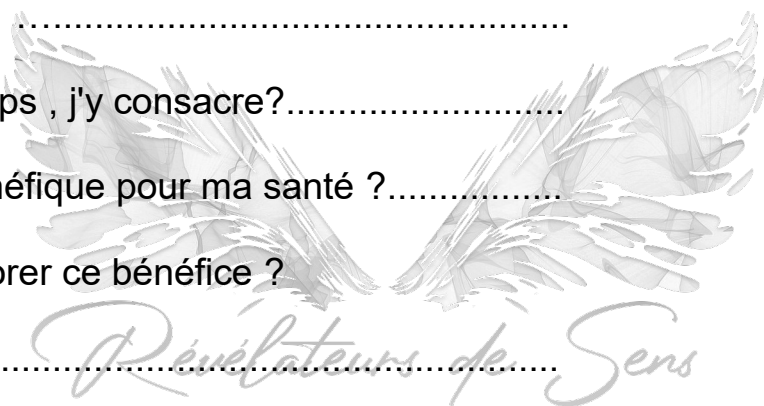 ...................................................
ps , j'y consacre?..........................
éfique pour ma santé ?.................
orer ce bénéfice ?
Révélateurs de Sens
.......................................................